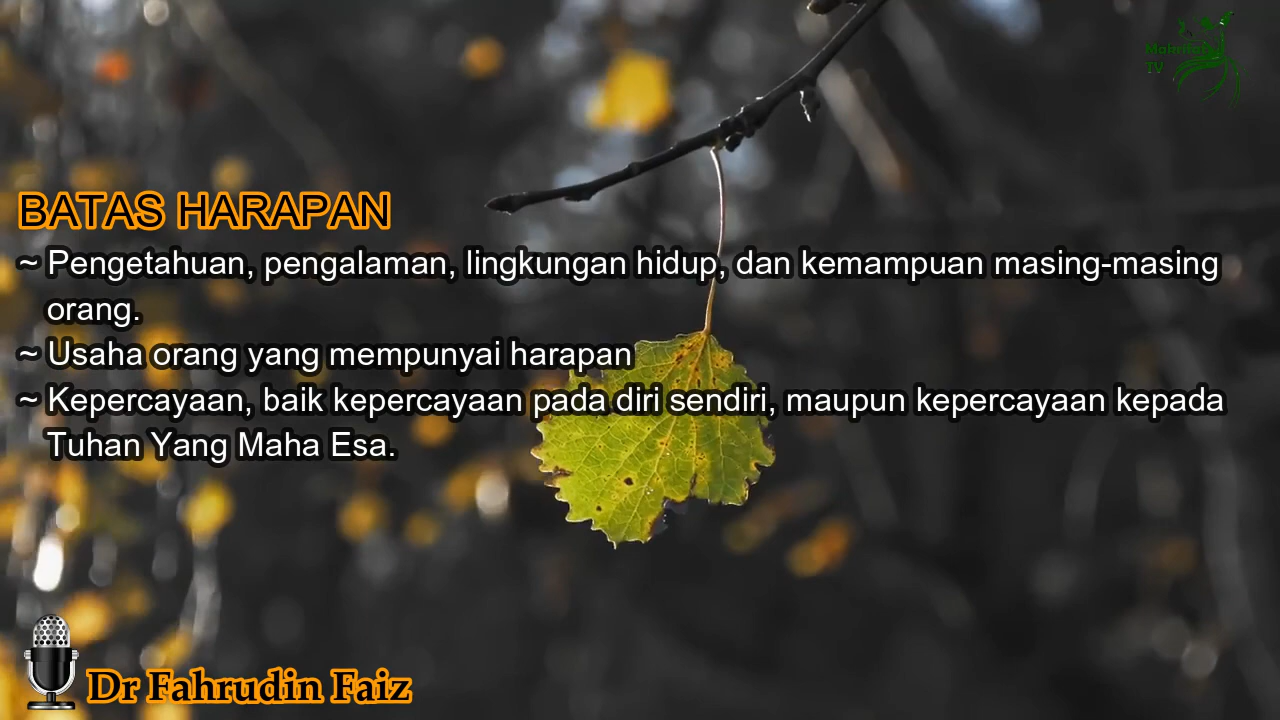 TV
BATAS HARAPAN
~ Pengetahuan, pengalaman, lingkungan hidup, dan kemampuan masing-masing
orang.
~ Usaha orang yang mempunyai harapan
~ Kepercayaan, baik kepercayaan pada diri sendiri, maupun kepercayaan kepada
Tuhan Yang Maha Esa.
Dr Fahrudin Faiz